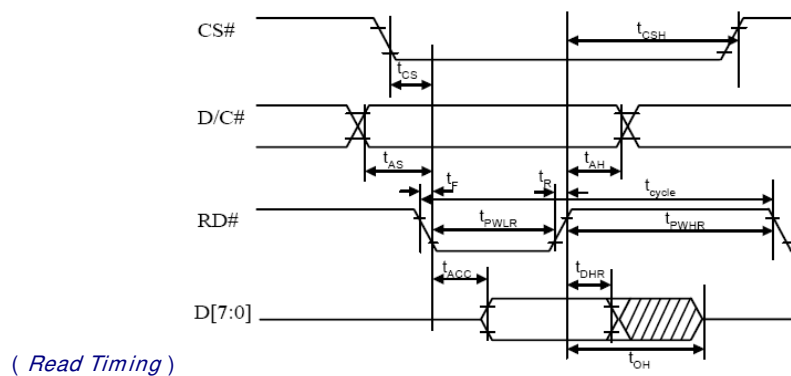 CS#
tCSH
tCS
D/C#
tAS
tAH
tF
tR
tcycle
RD#
tPWLR
tPWHR
tACC
tDHR
D[7:0]
tOH
( Read Timing )